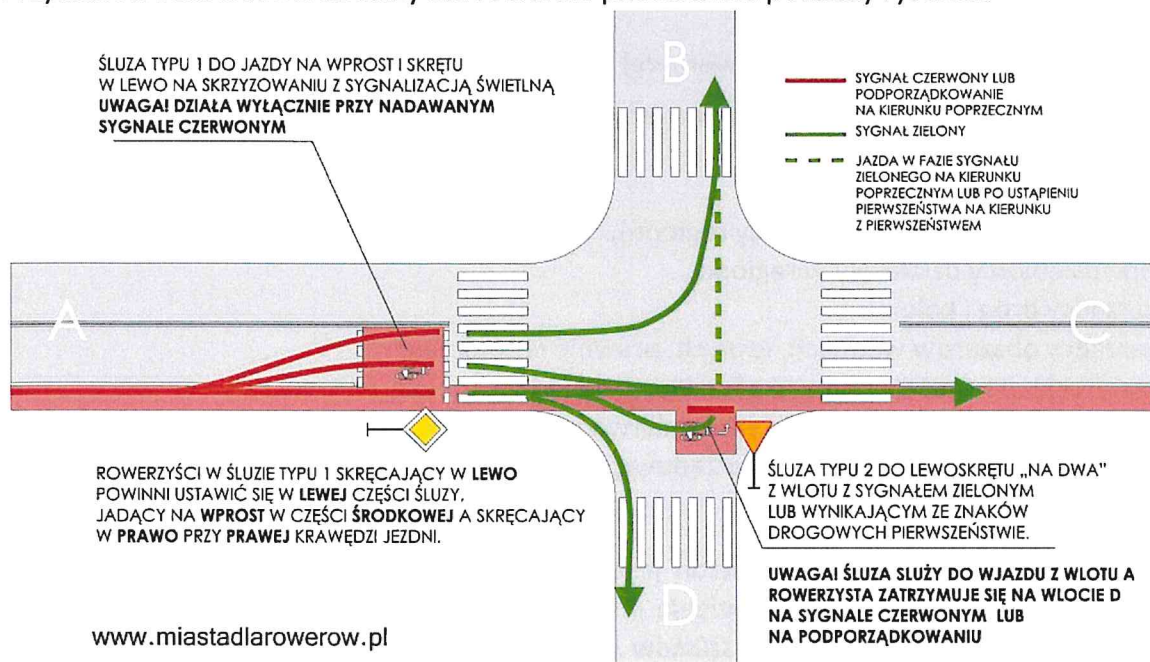 ŚLUZA TYPU 1 DO JAZDY NA WPROST I SKRĘTU
W LEWO NA SKRZYZOWANIU Z SYGNALIZACJĄ ŚWIETLNĄ
UWAGA! DZIAŁA WYŁĄCZNIE PRZY NADAWANYM
SYGNALE CZERWONYM
B
SYGNAŁ CZERWONY LUB
PODPORZĄDKOWANIE
NA KIERUNKU POPRZECZNYM
SYGNAŁ ZIELONY
JAZDA W FAZIE SYGNAŁU
ZIELONEGO NA KIERUNKU
POPRZECZNYM LUB PO USTĄPIENIU
PIERWSZEŃSTWA NA KIERUNKU
Z PIERWSZEŃSTWEM
A
C
ROWERZYŚCI W ŚLUZIE TYPU 1 SKRĘCAJĄCY W LEWO
POWINNI USTAWIĆ SIĘ W LEWEJ CZĘŚCI ŚLUZY,
JADĄCY NA WPROST W CZĘŚCI ŚRODKOWEJ A SKRĘCAJĄCY
W PRAWO PRZY PRAWEJ KRAWĘDZI JEZDNI.
ŚLUZA TYPU 2 DO LEWOSKRĘTU „NA DWA"
Z WLOTU Z SYGNAŁEM ZIELONYM
LUB WYNIKAJĄCYM ZE ZNAKÓW
DROGOWYCH PIERWSZEŃSTWIE.
D
UWAGA! ŚLUZA SLUŻY DO WJAZDU Z WLOTU A
ROWERZYSTA ZATRZYMUJE SIĘ NA WLOCIE D
NA SYGNALE CZERWONYM LUB
NA PODPORZĄDKOWANIU
www.miastadlarowerow.pl